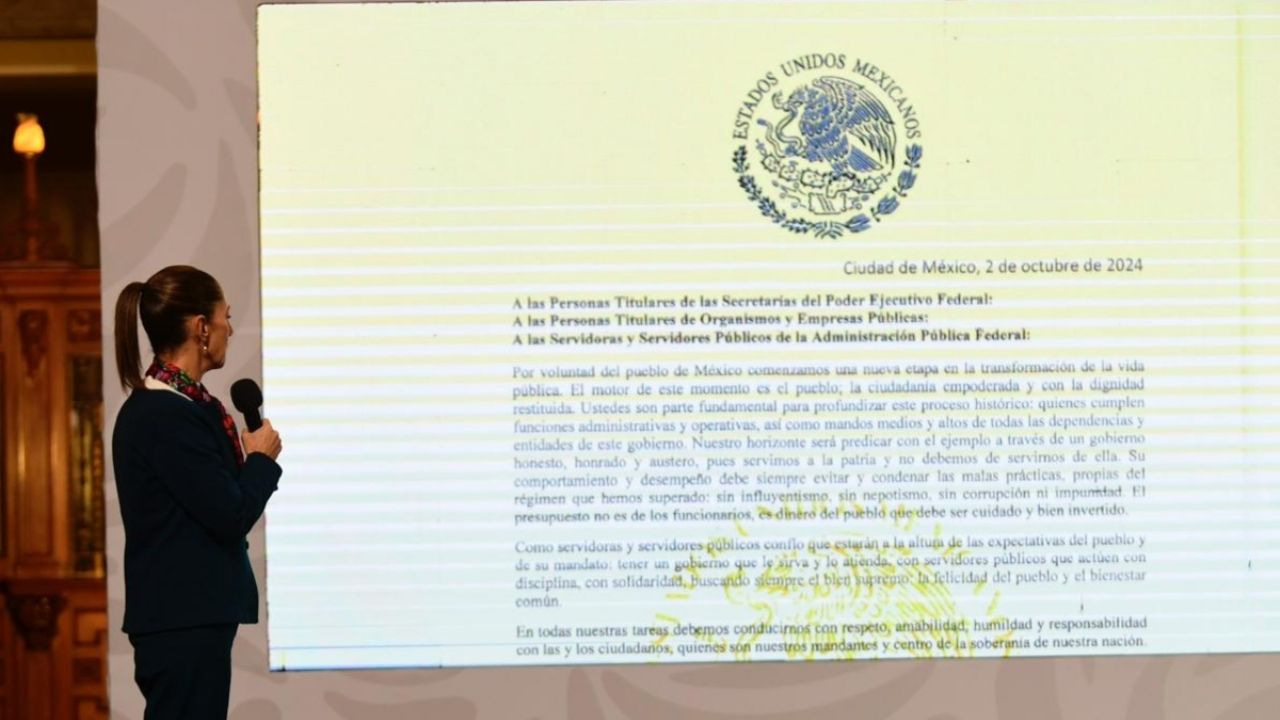 ESTADOS UNIDOS MEXICANOS
Ciudad de México, 2 de octubre de 2024
A las Personas Titulares de las Secretarías del Poder Ejecutivo Federal:
A las Personas Titulares de Organismos y Empresas Públicas:
A las Servidoras y Servidores Públicos de la Administración Pública Federal:
Por voluntad del pueblo de México comenzamos una nueva etapa en la transformación de la vida
pública. El motor de este momento es el pueblo; la ciudadanía empoderada y con la dignidad
restituida. Ustedes son parte fundamental para profundizar este proceso histórico: quienes cumplen
funciones administrativas y operativas, así como mandos medios y altos de todas las dependencias y
entidades de este gobierno. Nuestro horizonte será predicar con el ejemplo a través de un gobierno
honesto, honrado y austero, pues servimos a la patria y no debemos de servirnos de ella. Su
comportamiento y desempeño debe siempre evitar y condenar las malas prácticas, propias del
régimen que hemos superado: sin influyentismo, sin nepotismo, sin corrupción ni impunidad. El
presupuesto no es de los funcionarios, es dinero del pueblo que debe ser cuidado y bien invertido.
Como servidoras y servidores públicos confío que estarán a la altura de las expectativas del pueblo y
de su mandato: tener un gobierno que le sirva y lo atienda; con servidores públicos que actúen con
disciplina, con solidaridad, buscando siempre el bien supremo: la felicidad del pueblo y el bienestar
común.
En todas nuestras tareas debemos conducirnos con respeto, amabilidad, humildad y responsabilidad
con las y los ciudadanos, quienes son nuestros mandantes y centro de la soberanía de nuestra nación.